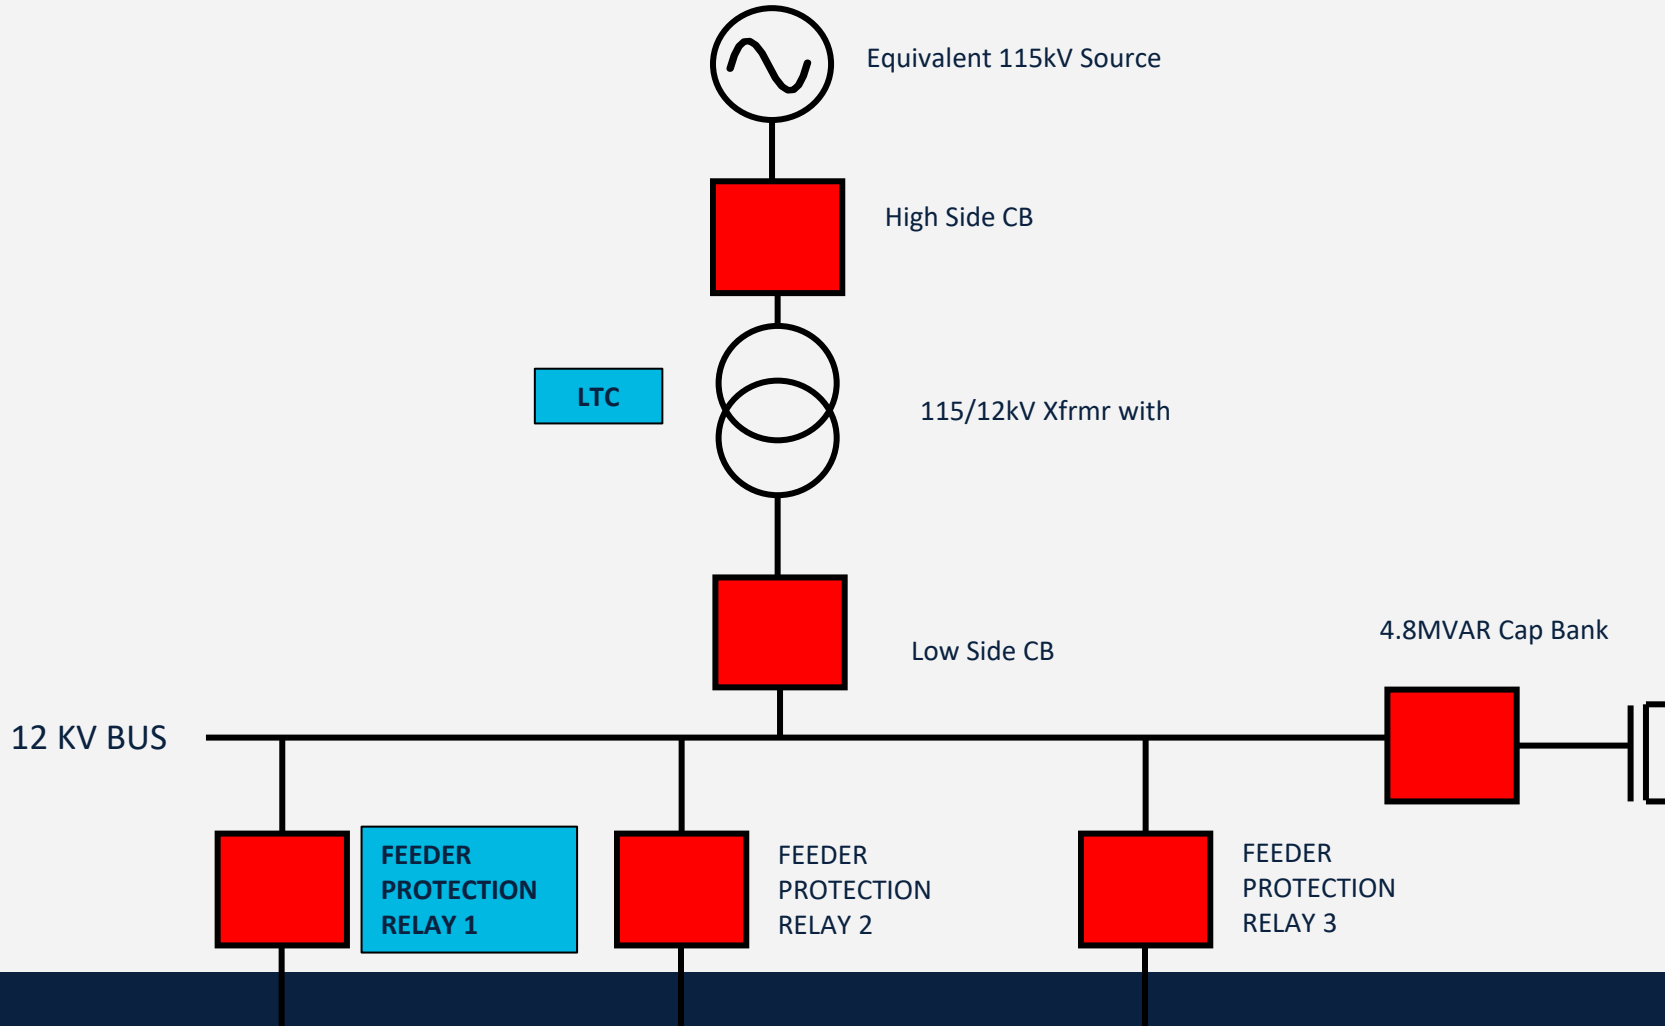 Equivalent 115kV Source
High Side CB
LTC
115/12kV Xfrmr with
Low Side CB
4.8MVAR Cap Bank
12 KV BUS
FEEDER
PROTECTION
RELAY 1
FEEDER
PROTECTION
RELAY 2
FEEDER
PROTECTION
RELAY 3